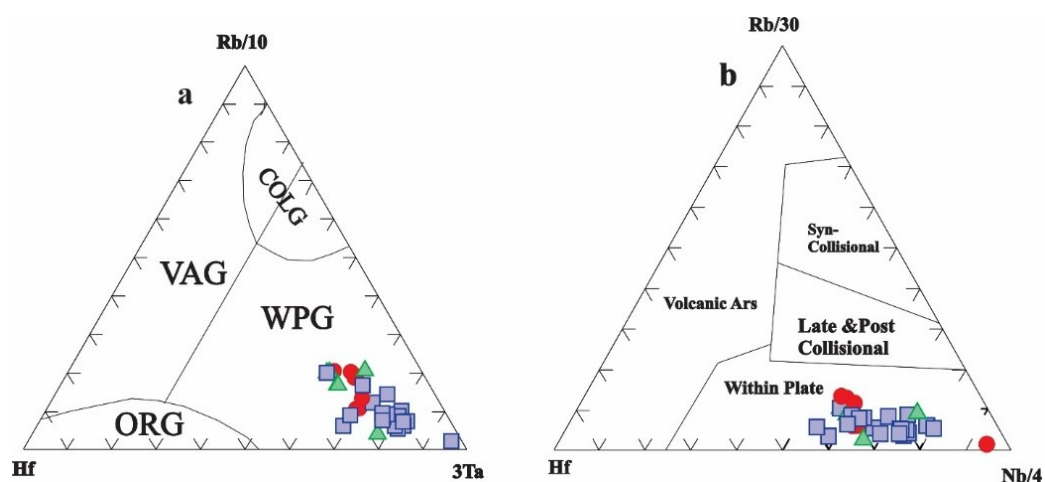 Rb/10
a
COLG
VAG
WPG
ORG
Hf
3Ta
Rb/30
b
Syn-
Collisional
Volcanic Ars
Late &Post
Collisional
Within Plate
Hf
Nb/4